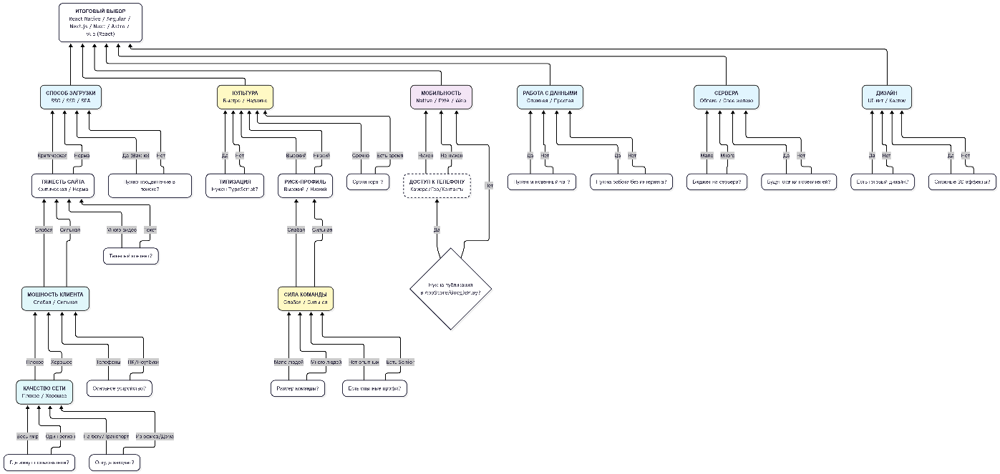 ИТОГОВЫЙ ВЫБОР
React Native / Angular /
Next.js / Nuxt / Astro /
Vue (React)
СПОСОБ ЗАГРУЗКИ
SSG / SSR / SPA
КУЛЬТУРА
Быстро / Надежно
МОБИЛЬНОСТЬ
Native / PWA / Web
РАБОТА С ДАННЫМИ
Сложная / Простая
СЕРВЕРА
Облако / Свое железо
ДИЗАЙН
UI-кит / Кастом
Критическая
Норма
Да (Важно)
Нет
Да
Нет
Высокий
Низкий
Срочно
Есть время
Нужен
Не нужен
Нет
Да
Нет
Да
Нет
Мало
Много
Да
Нет
Да
Нет
Да
Нет
ТЯЖЕСТЬ САЙТА
Критическая / Норма
Нужно продвижение в
поиске?
ТИПИЗАЦИЯ
Нужен TypeScript?
РИСК-ПРОФИЛЬ
Высокий / Низкий
Сроки горят?
ДОСТУП К ТЕЛЕФОНУ
Камера/Гео/Контакты
Нужен мгновенный чат?
Нужна работа без интернета?
Бюджет на сервера?
Будут скачки посетителей?
Есть готовый дизайн?
Сложные 3D эффекты?
Слабая
Сильная
Много видео
Текст
Слабая
Сильная
Да
Тяжелый контент?
Нужна публикация
в AppStore/GooglePlay?
МОЩНОСТЬ КЛИЕНТА
Слабая / Сильная
СИЛА КОМАНДЫ
Слабая / Сильная
Плохое
Хорошее
Телефоны
ПК/Ноутбуки
Мало людей
Много людей
Нет опытных
Есть Senior
КАЧЕСТВО СЕТИ
Плохое / Хорошее
Основное устройство?
Размер команды?
Есть опытные профи?
Весь мир
Один регион
На бегу/Транспорт
Из офиса/Дома
Где живут пользователи?
Откуда заходят?